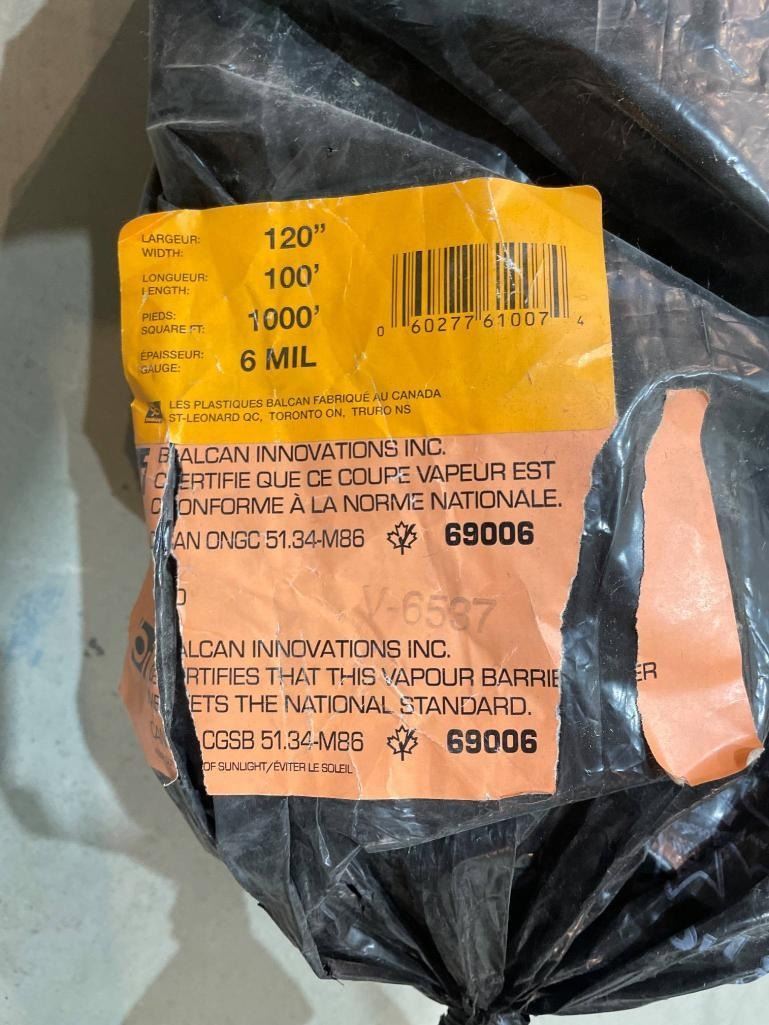 LARGEUR:
WIDTH: 120"
LONGUEUR:
LENGTH: 100'
PIEDS:
SQUARE FT: 1000'
ÉPAISSEUR:
GAUGE: 6 MIL
0 60277 61007 4
LES PLASTIQUES BALCAN FABRIQUÉ AU CANADA
ST-LEONARD QC, TORONTO ON, TRURO NS
BALCAN INNOVATIONS INC.
CERTIFIE QUE CE COUPE VAPEUR EST
CONFORME À LA NORME NATIONALE.
CAN ONGC 51.34-M86 69006
V-6537
ALCAN INNOVATIONS INC.
RTIFIES THAT THIS VAPOUR BARRIE ER
ETS THE NATIONAL STANDARD.
CGSB 51.34-M86 69006
OF SUNLIGHT/ÉVITER LE SOLEIL